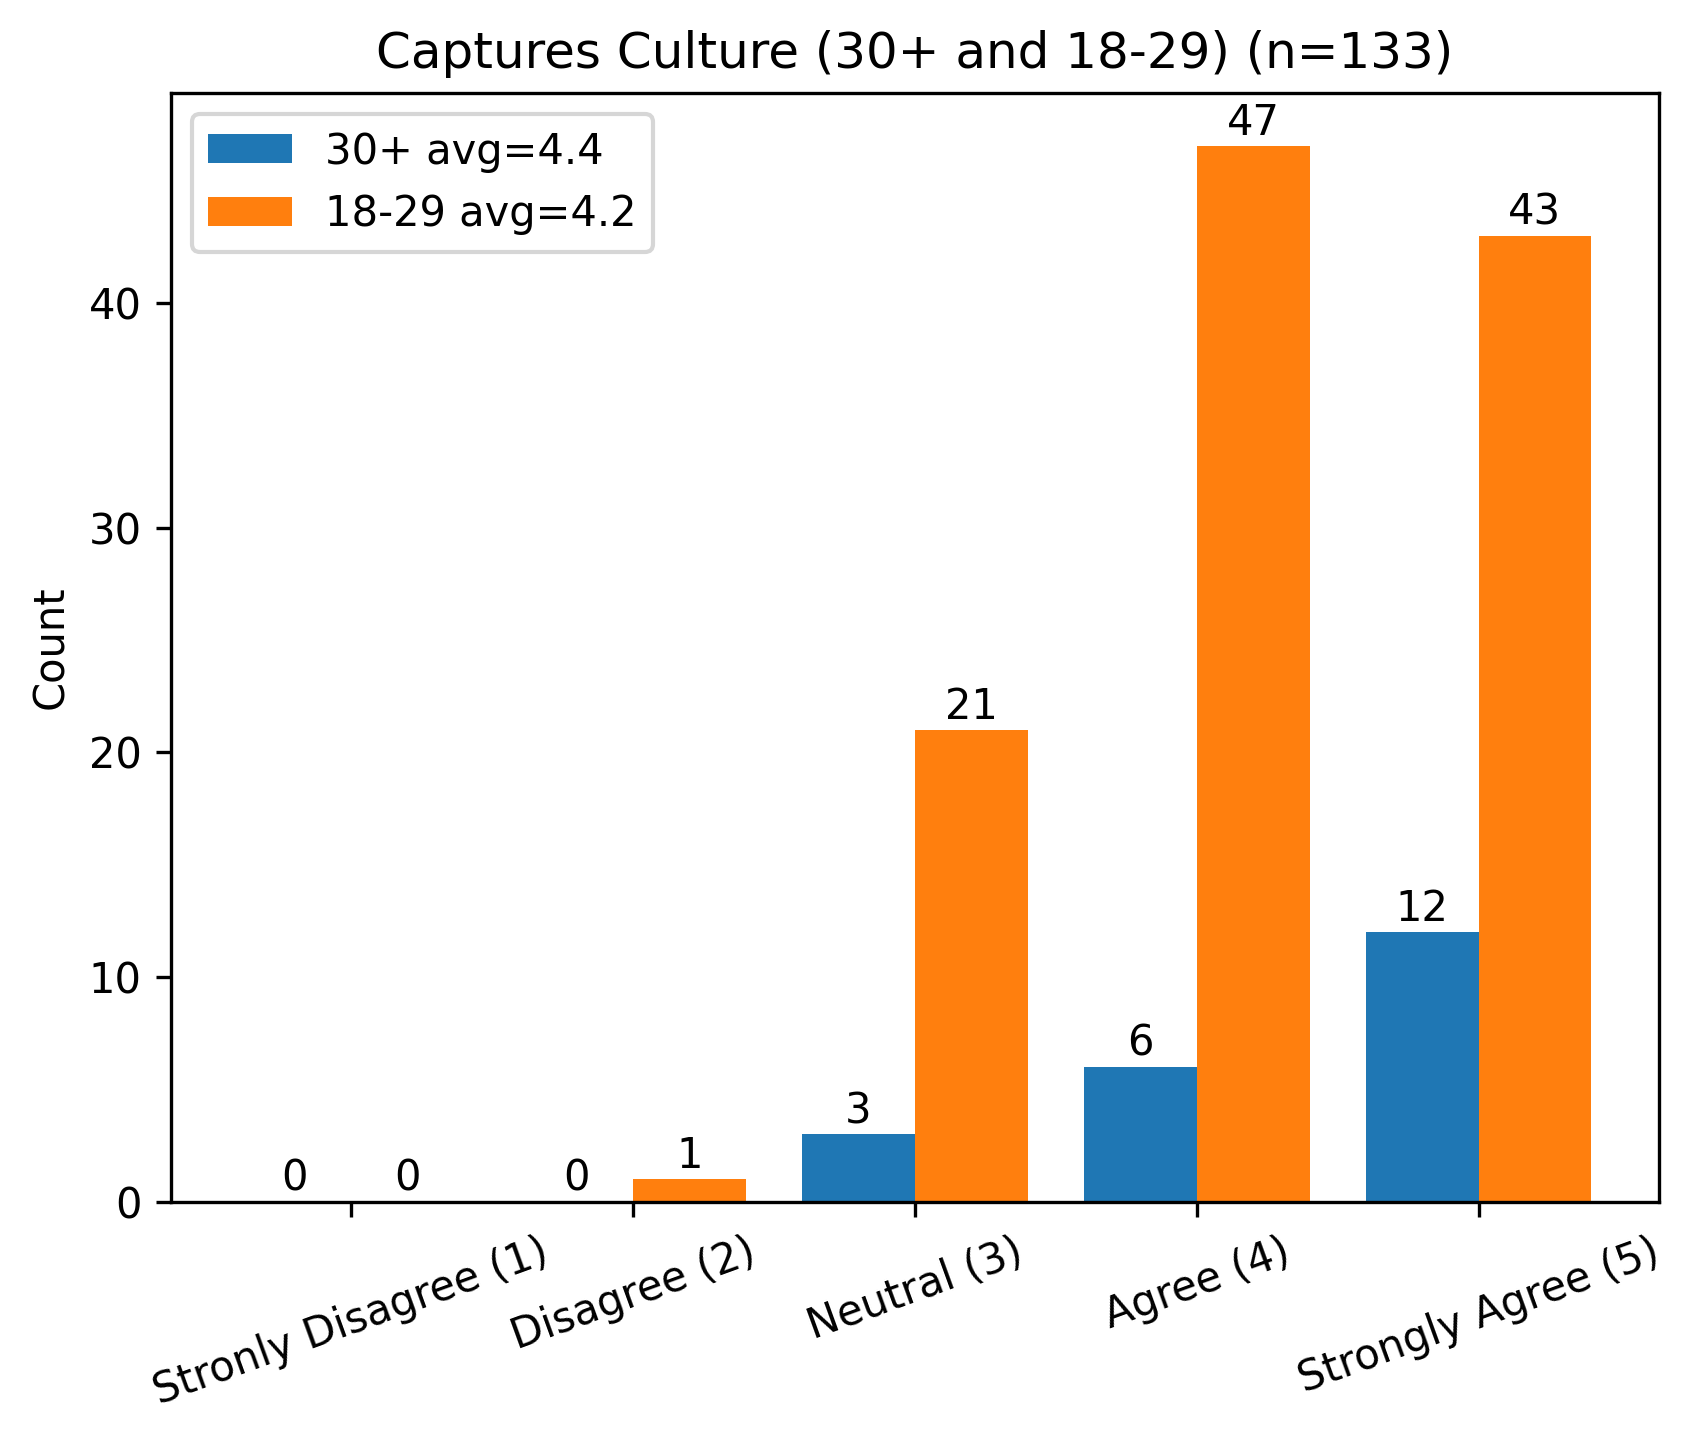 Captures Culture (30+ and 18-29) (n=133)
30+ avg=4.4
18-29 avg=4.2
Count
40
30
20
10
0
0
0
0
1
3
21
6
47
12
43
Stronly Disagree (1)
Disagree (2)
Neutral (3)
Agree (4)
Strongly Agree (5)